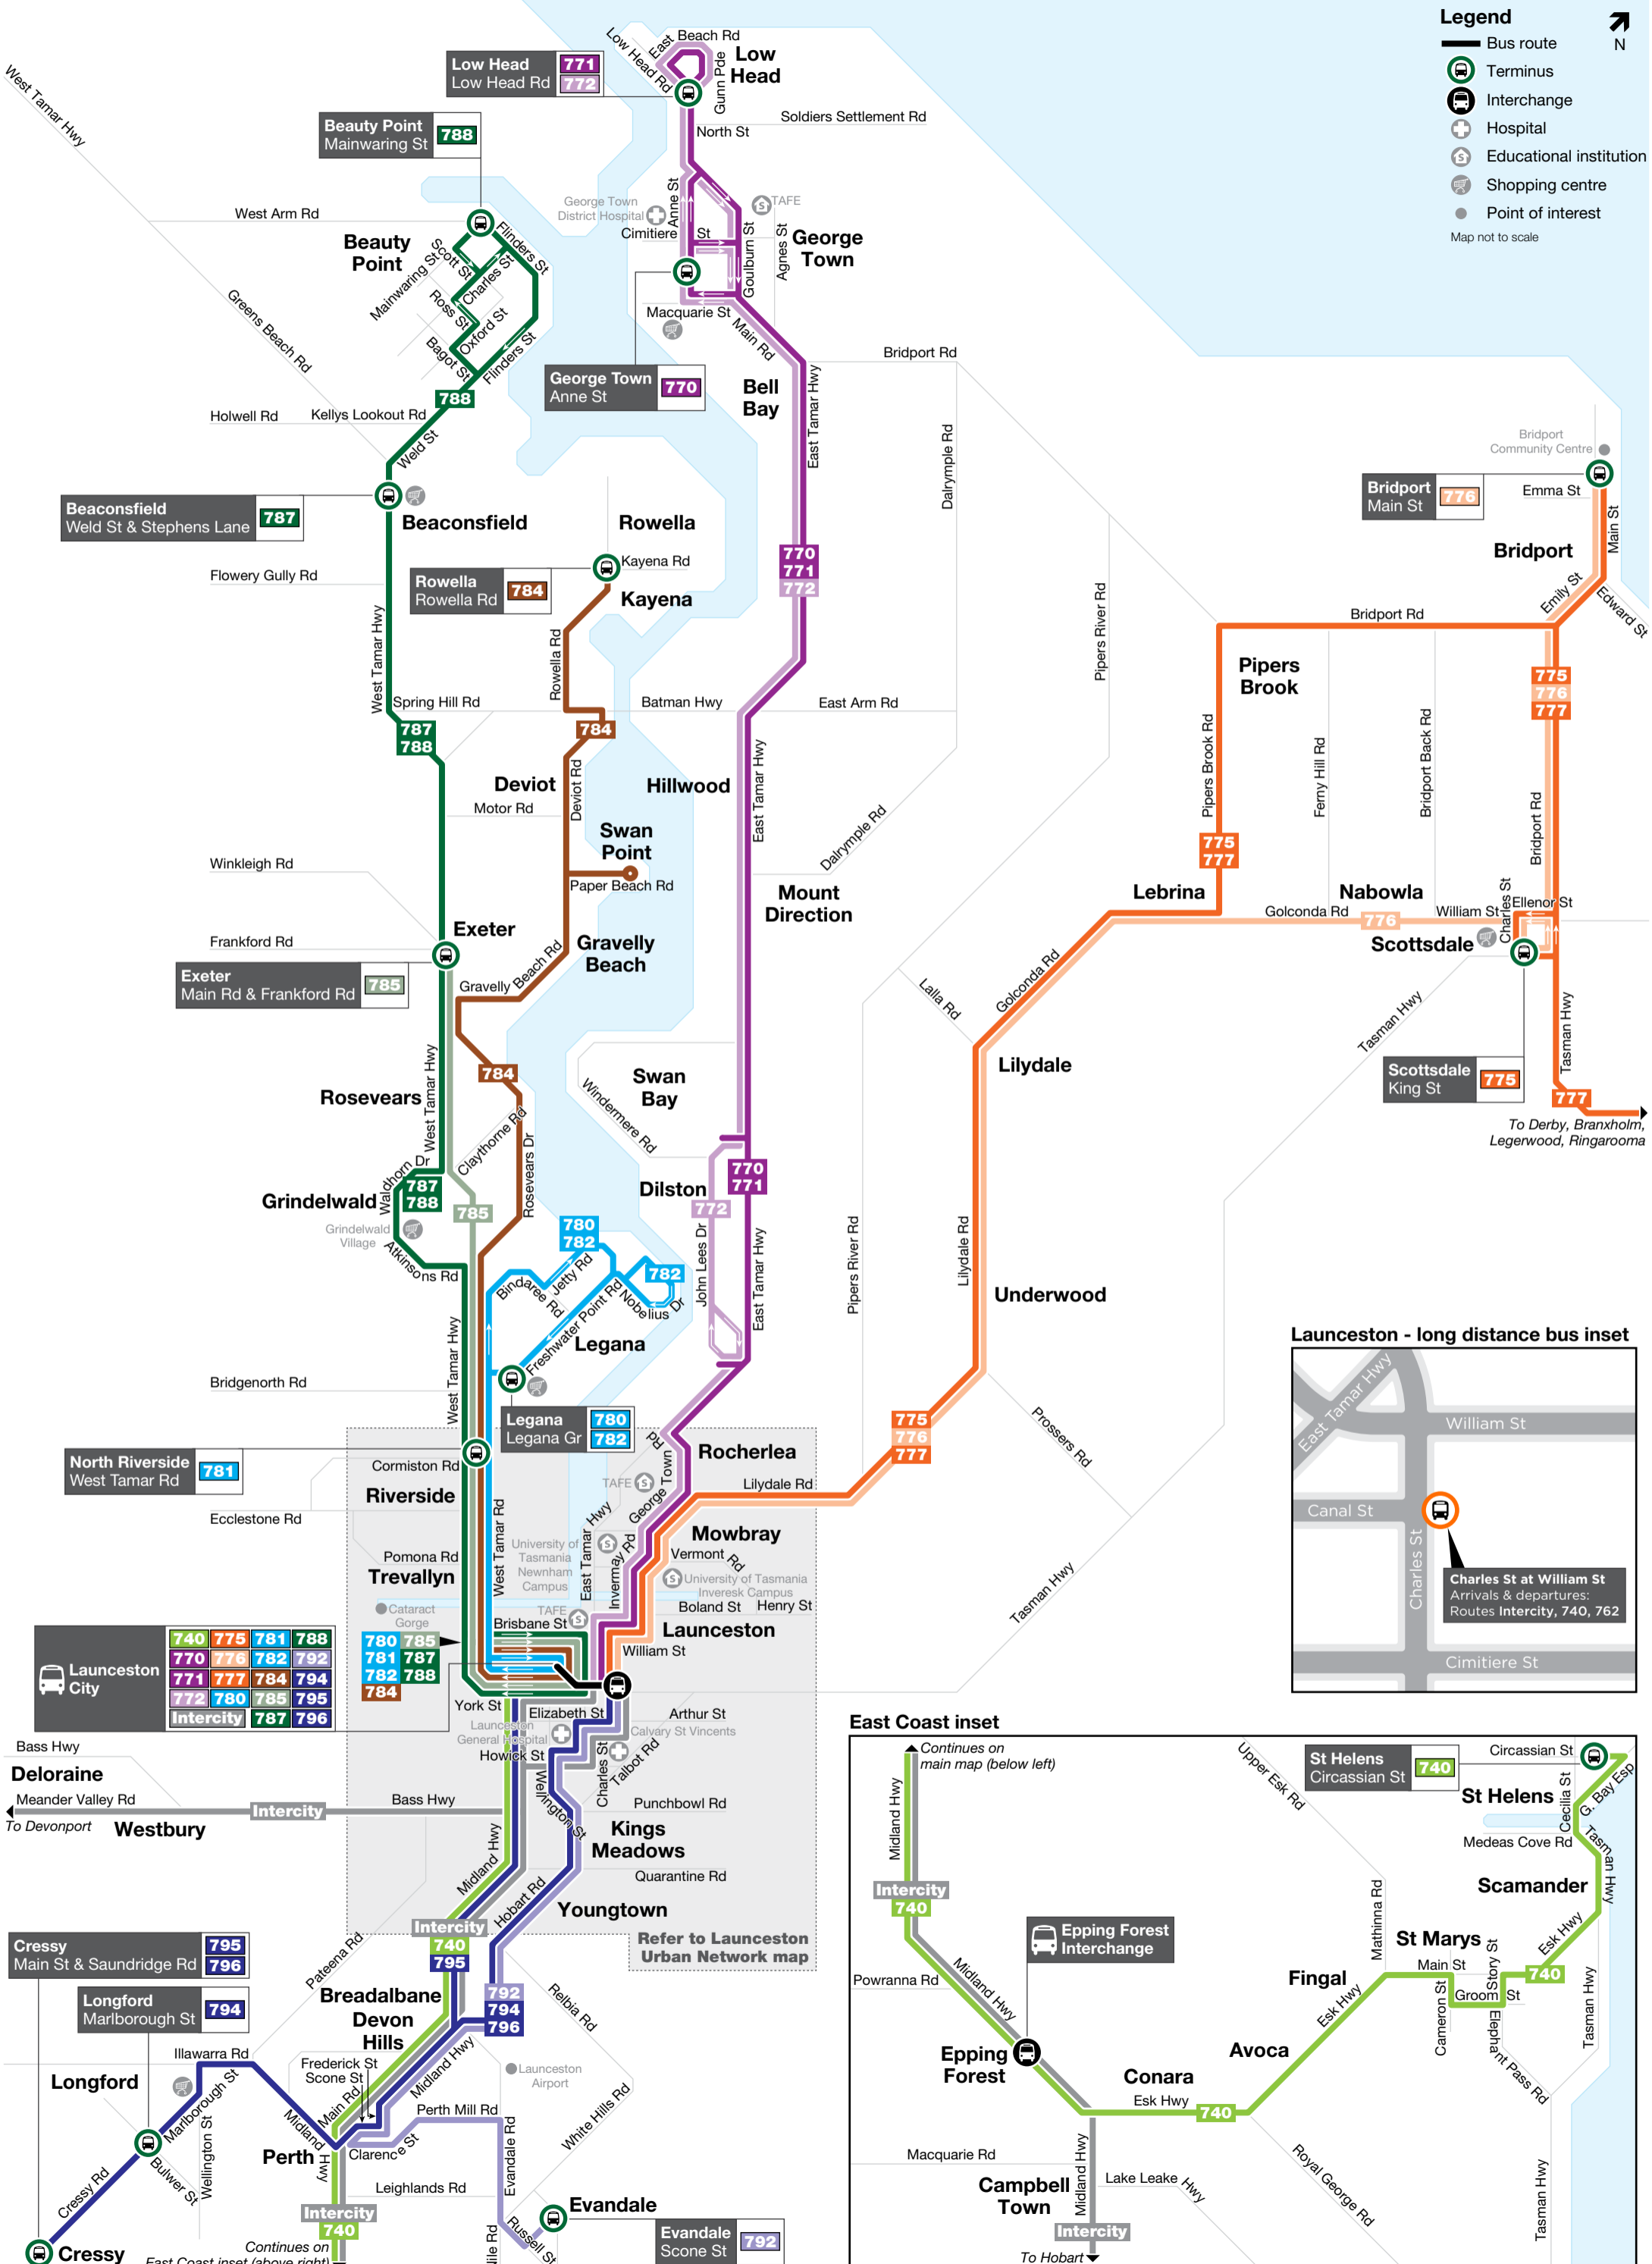 Legend
N
Bus route
Terminus
Interchange
Hospital
Educational institution
Shopping centre
Point of interest
Map not to scale
West Tamar Hwy
Low Head
Low Head Rd
771
772
Low Head Rd
East Beach Rd
Gunn Pde
Low
Head
Beauty Point
Mainwaring St
788
Soldiers Settlement Rd
North St
George Town
District Hospital
Anne St
TAFE
West Arm Rd
Beauty
Point
Flinders St
Scott St
Charles St
Mainwaring St
Ross St
Oxford St
Bagot St
Flinders St
Cimitiere St
Goulburn St
Agnes St
George
Town
Macquarie St
Main Rd
Greens Beach Rd
George Town
Anne St
770
Bridport Rd
Bell
Bay
East Tamar Hwy
Dalrymple Rd
788
Holwell Rd
Kellys Lookout Rd
Weld St
Bridport
Community Centre
Bridport
Main St
776
Emma St
Main St
Bridport
Beaconsfield
Weld St & Stephens Lane
787
Beaconsfield
Rowella
Kayena Rd
Rowella
Rowella Rd
784
Kayena
770
771
772
Flowery Gully Rd
West Tamar Hwy
Rowella Rd
Pipers River Rd
Bridport Rd
Emily St
Edward St
Pipers
Brook
775
776
777
Spring Hill Rd
Batman Hwy
East Arm Rd
787
788
784
Deviot
Deviot Rd
Hillwood
East Tamar Hwy
Motor Rd
Pipers Brook Rd
Ferny Hill Rd
Bridport Back Rd
Bridport Rd
Swan
Point
Paper Beach Rd
Dalrymple Rd
775
777
Winkleigh Rd
Mount
Direction
Lebrina
Nabowla
Golconda Rd
776
William St
Charles St
Ellenor St
Scottsdale
Exeter
Frankford Rd
Exeter
Main Rd & Frankford Rd
785
Gravelly
Beach
Gravelly Beach Rd
Lalla Rd
Golconda Rd
Tasman Hwy
Tasman Hwy
Scottsdale
King St
775
777
To Derby, Branxholm,
Legerwood, Ringarooma
784
Lilydale
Rosevears
West Tamar Hwy
Swan
Bay
Windermere Rd
Claythorne Rd
Rosevears Dr
Waldhorn Dr
787
788
Grindelwald
Grindelwald
Village
Atkinsons Rd
785
770
771
Dilston
772
John Lees Dr
East Tamar Hwy
Pipers River Rd
Lilydale Rd
780
782
782
Bindaree Rd
Jetty Rd
Nobelius Dr
Freshwater Point Rd
Legana
Underwood
West Tamar Hwy
Bridgenorth Rd
Legana
Legana Gr
780
782
Launceston - long distance bus inset
East Tamar Hwy
William St
Canal St
Charles St
Charles St at William St
Arrivals & departures:
Routes Intercity, 740, 762
Cimitiere St
North Riverside
West Tamar Rd
781
Cormiston Rd
Riverside
Ecclestone Rd
Rocherlea
TAFE
George Town Rd
Lilydale Rd
775
776
777
Prossers Rd
Tasman Hwy
Pomona Rd
Trevallyn
West Tamar Rd
University of
Tasmania
Newnham
Campus
East Tamar Hwy
Invermay Rd
Mowbray
Vermont Rd
University of Tasmania
Inveresk Campus
Boland St
Henry St
Cataract
Gorge
TAFE
Brisbane St
Launceston
William St
Launceston
City
740 775 781 788
770 776 782 792
771 777 784 794
772 780 785 795
Intercity 787 796
780 785
781 787
782 788
784
York St
Elizabeth St
Launceston
General Hospital
Arthur St
Calvary St Vincents
Howick St
Charles St
Talbot Rd
Wellington St
Bass Hwy
Deloraine
Meander Valley Rd
Intercity
Bass Hwy
To Devonport
Westbury
Punchbowl Rd
Kings
Meadows
Midland Hwy
Quarantine Rd
Hobart Rd
Youngtown
Refer to Launceston
Urban Network map
Intercity
740
795
Cressy
Main St & Saundridge Rd
795
796
Longford
Marlborough St
794
Pateena Rd
Breadalbane
Devon
Hills
792
794
796
Relbia Rd
Illawarra Rd
Longford
Frederick St
Scone St
Main Rd
Midland Hwy
Launceston
Airport
White Hills Rd
Marlborough St
Wellington St
Bulwer St
Midland Hwy
Perth
Perth Mill Rd
Clarence St
Evandale Rd
Leighlands Rd
Cressy Rd
Cressy
Intercity
740
Continues on
East Coast inset (above right)
Evandale
Russell St
Evandale
Scone St
792
East Coast inset
Continues on
main map (below left)
Midland Hwy
Intercity
740
Upper Esk Rd
St Helens
Circassian St
740
Circassian St
St Helens
Cecilia St
G. Bay Esp
Medeas Cove Rd
Tasman Hwy
Scamander
Epping Forest
Interchange
Powranna Rd
Midland Hwy
Mathinna Rd
St Marys
Main St
Story St
Esk Hwy
740
Fingal
Groom St
Cameron St
Elephant Pass Rd
Tasman Hwy
Esk Hwy
Epping
Forest
Avoca
Conara
Esk Hwy
740
Macquarie Rd
Campbell
Town
Midland Hwy
Lake Leake Hwy
Royal George Rd
Tasman Hwy
Intercity
To Hobart